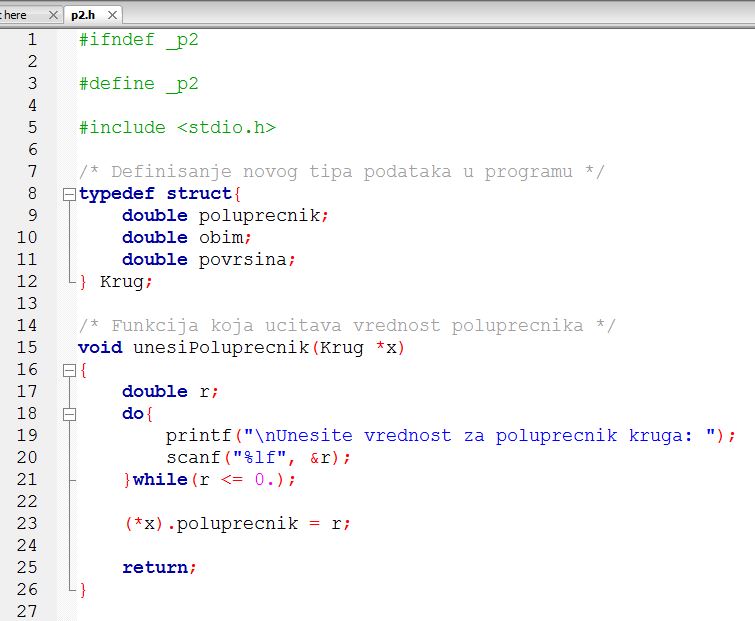 t here
p2.h
1 #ifndef _p2
2
3 #define _p2
4
5 #include <stdio.h>
6
7 /* Definisanje novog tipa podataka u programu */
8 typedef struct{
9     double poluprecnik;
10     double obim;
11     double povrsina;
12 } Krug;
13
14 /* Funkcija koja ucitava vrednost poluprecnika */
15 void unesiPoluprecnik(Krug *x)
16 {
17     double r;
18     do{
19         printf("\nUnesite vrednost za poluprecnik kruga: ");
20         scanf("%lf", &r);
21     }while(r <= 0.);
22
23     (*x).poluprecnik = r;
24
25     return;
26 }
27